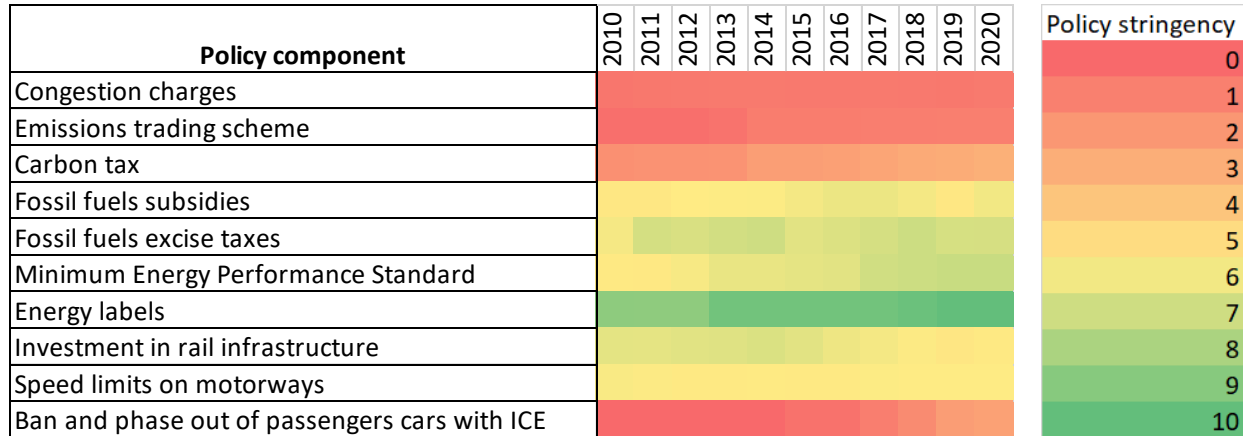 Policy component 2010 2011 2012 2013 2014 2015 2016 2017 2018 2019 2020
Congestion charges
Emissions trading scheme
Carbon tax
Fossil fuels subsidies
Fossil fuels excise taxes
Minimum Energy Performance Standard
Energy labels
Investment in rail infrastructure
Speed limits on motorways
Ban and phase out of passengers cars with ICE
Policy stringency
0
1
2
3
4
5
6
7
8
9
10